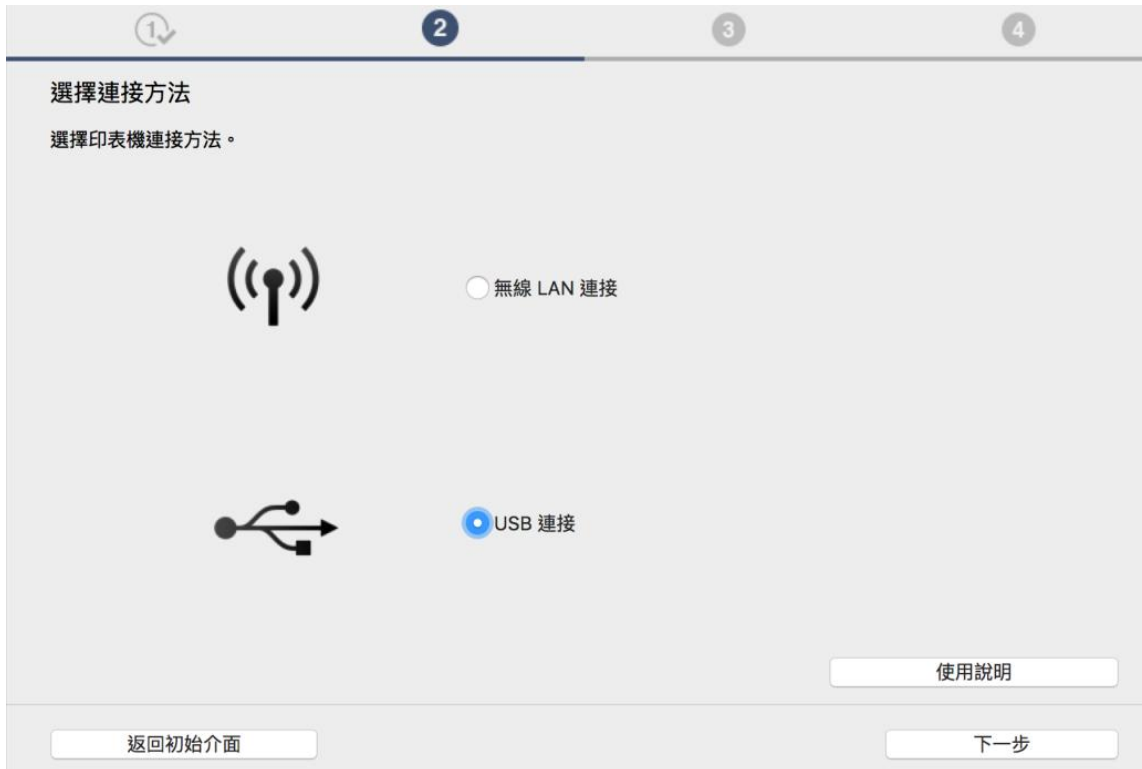 1
2
3
4
選擇連接方法
選擇印表機連接方法。
無線 LAN 連接
USB 連接
使用說明
返回初始介面
下一步